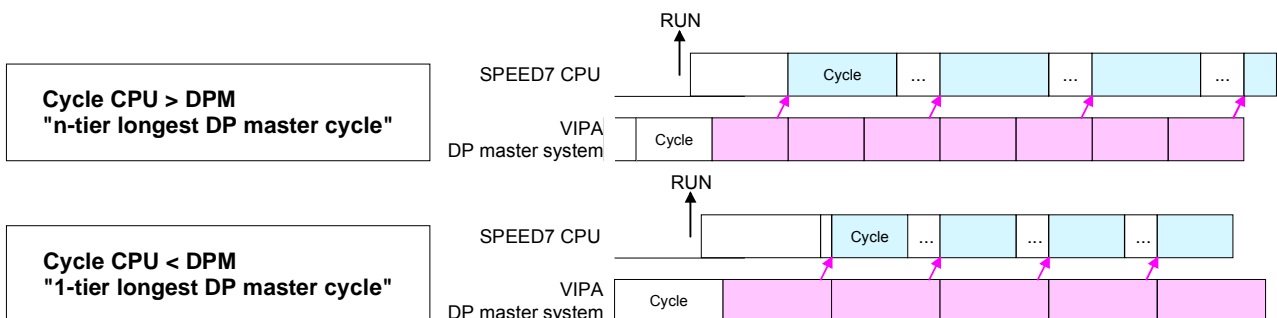 RUN
SPEED7 CPU
Cycle
...
...
...
Cycle CPU > DPM
"n-tier longest DP master cycle"
VIPA
DP master system
Cycle
RUN
SPEED7 CPU
Cycle
...
...
...
Cycle CPU < DPM
"1-tier longest DP master cycle"
VIPA
DP master system
Cycle